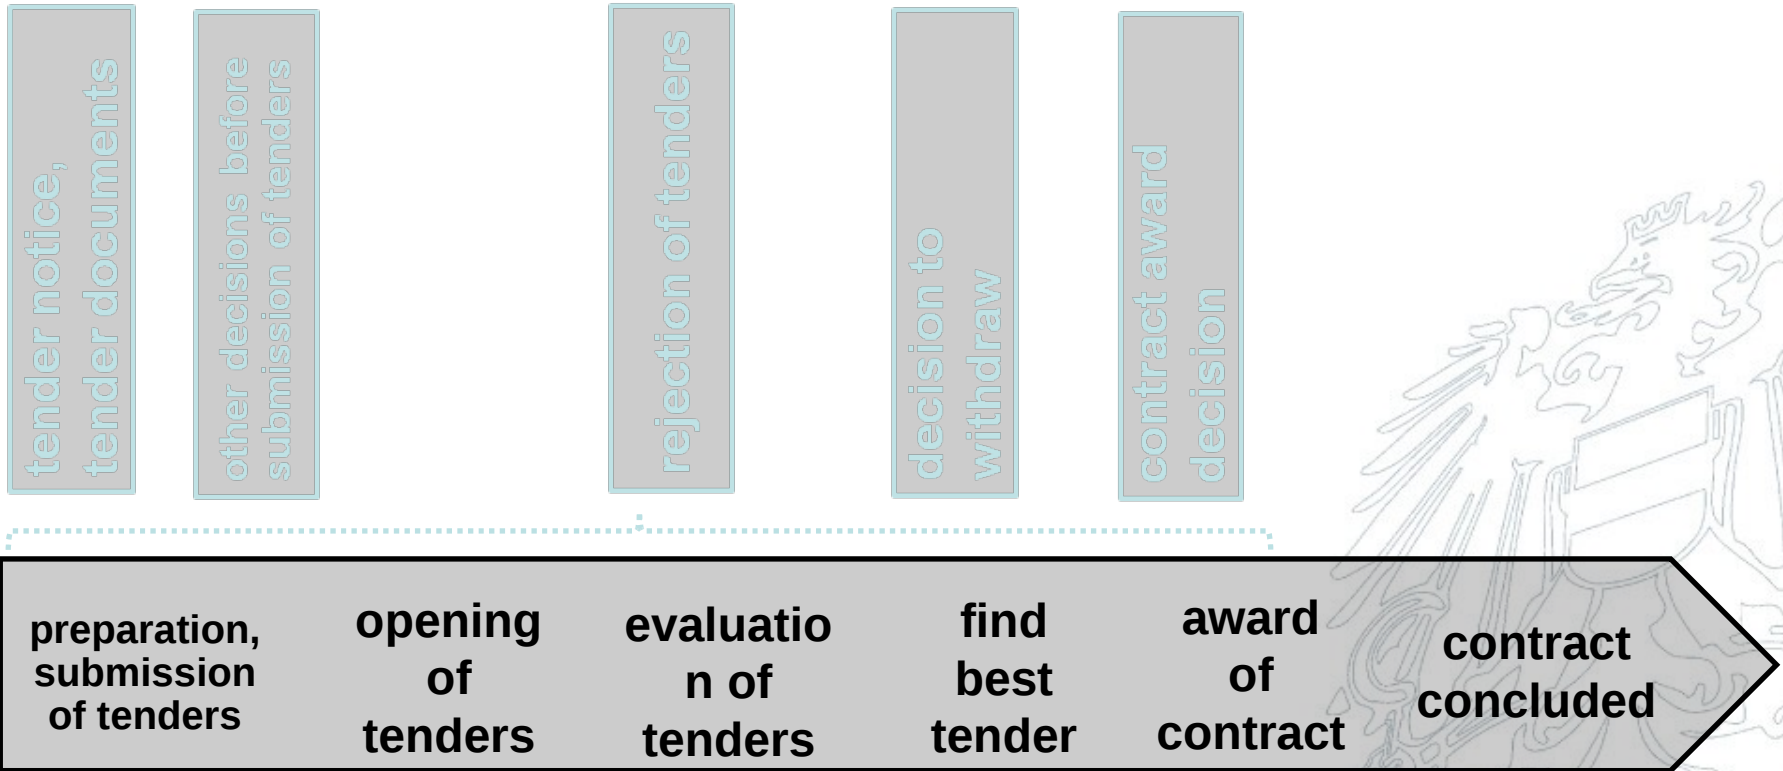 tender notice,
tender documents
other decisions before
submission of tenders
rejection of tenders
decision to
withdraw
contract award
decision
preparation,
submission
of tenders
opening
of
tenders
evaluatio
n of
tenders
find
best
tender
award
of
contract
contract
concluded